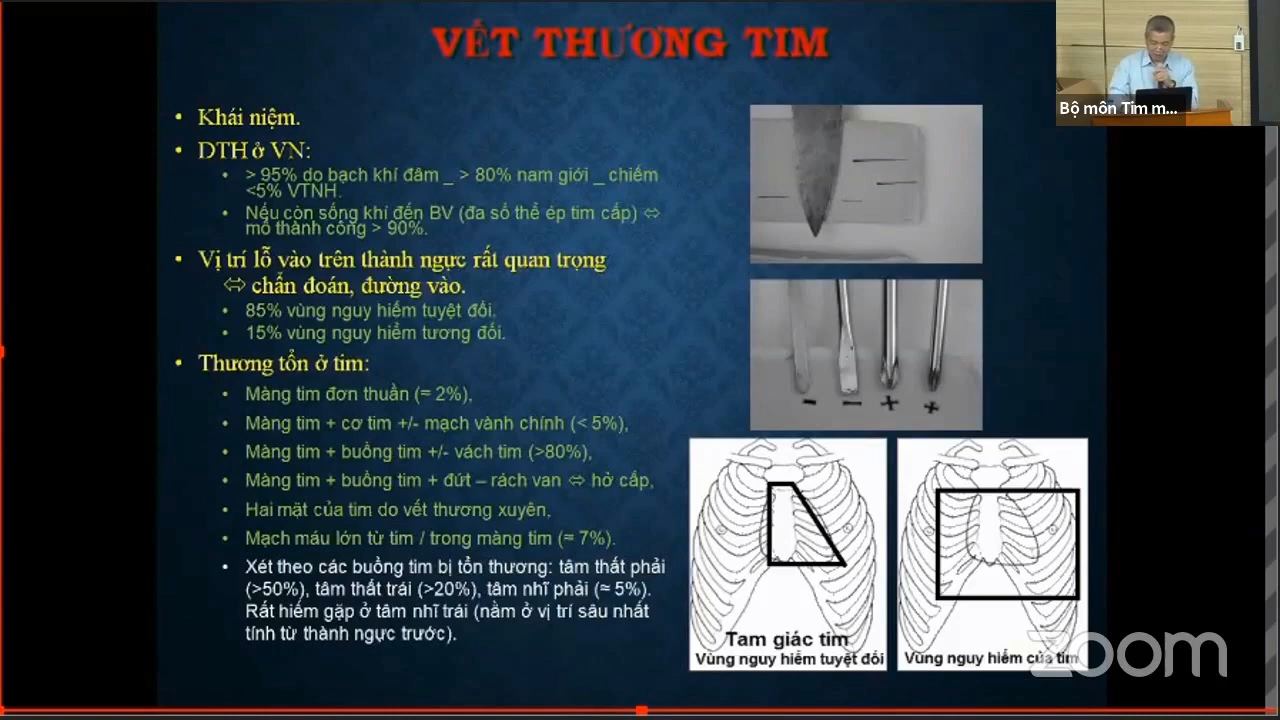 VẾT THƯƠNG TIM
Bộ môn Tim m...
• Khái niệm.
• DTH ở VN:
• > 95% do bạch khí đâm _ > 80% nam giới _ chiếm
<5% VTNH.
• Nếu còn sống khi đến BV (đa số thể ép tim cấp) ⇔
mổ thành công > 90%.
• Vị trí lỗ vào trên thành ngực rất quan trọng
⇔ chẩn đoán, đường vào.
• 85% vùng nguy hiểm tuyệt đối.
• 15% vùng nguy hiểm tương đối.
• Thương tổn ở tim:
• Màng tim đơn thuần (≈ 2%),
• Màng tim + cơ tim +/- mạch vành chính (< 5%),
• Màng tim + buồng tim +/- vách tim (>80%),
• Màng tim + buồng tim + đứt – rách van ⇔ hở cấp,
• Hai mặt của tim do vết thương xuyên,
• Mạch máu lớn từ tim / trong màng tim (≈ 7%).
• Xét theo các buồng tim bị tổn thương: tâm thất phải
(>50%), tâm thất trái (>20%), tâm nhĩ phải (≈ 5%).
Rất hiếm gặp ở tâm nhĩ trái (nằm ở vị trí sâu nhất
tính từ thành ngực trước).
Tam giác tim
Vùng nguy hiểm tuyệt đối
Vùng nguy hiểm của tim
zoom